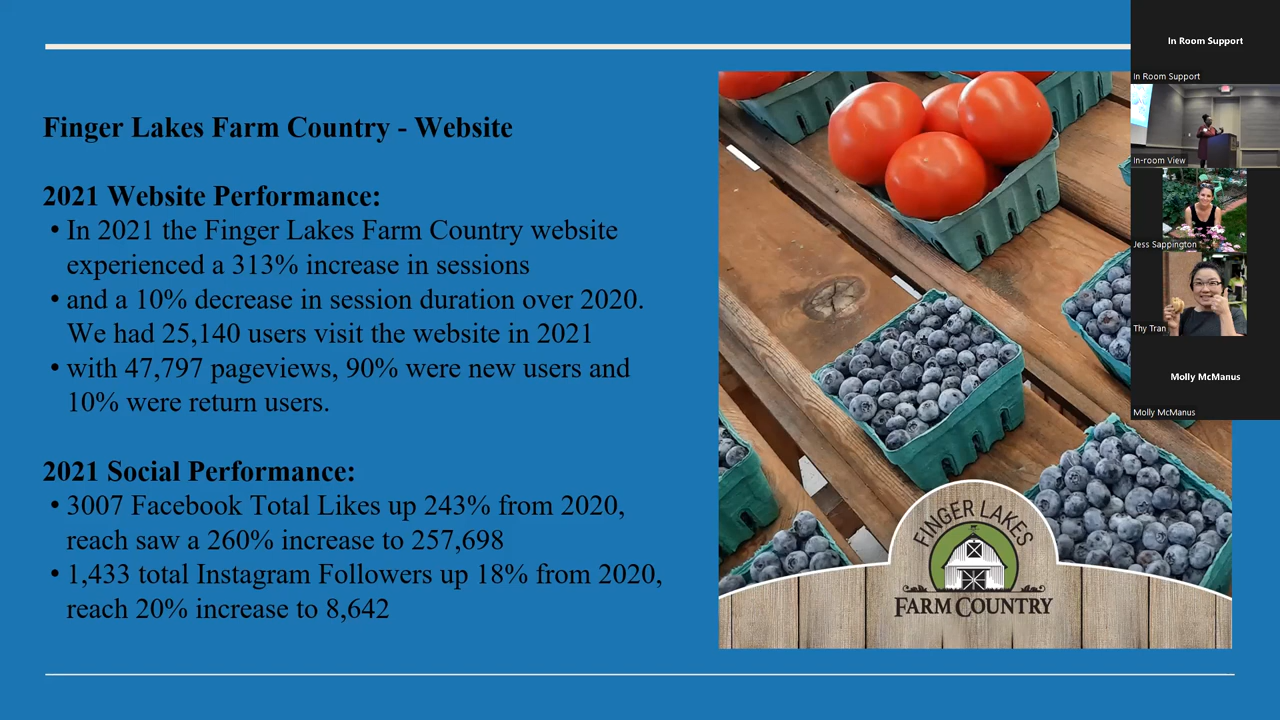 Finger Lakes Farm Country - Website
2021 Website Performance:
• In 2021 the Finger Lakes Farm Country website
experienced a 313% increase in sessions
• and a 10% decrease in session duration over 2020.
We had 25,140 users visit the website in 2021
• with 47,797 pageviews, 90% were new users and
10% were return users.
2021 Social Performance:
• 3007 Facebook Total Likes up 243% from 2020,
reach saw a 260% increase to 257,698
• 1,433 total Instagram Followers up 18% from 2020,
reach 20% increase to 8,642
FINGER LAKES
FARM COUNTRY
In Room Support
In Room Support
In-room View
Jess Sappington
Thy Tran
Molly McManus
Molly McManus